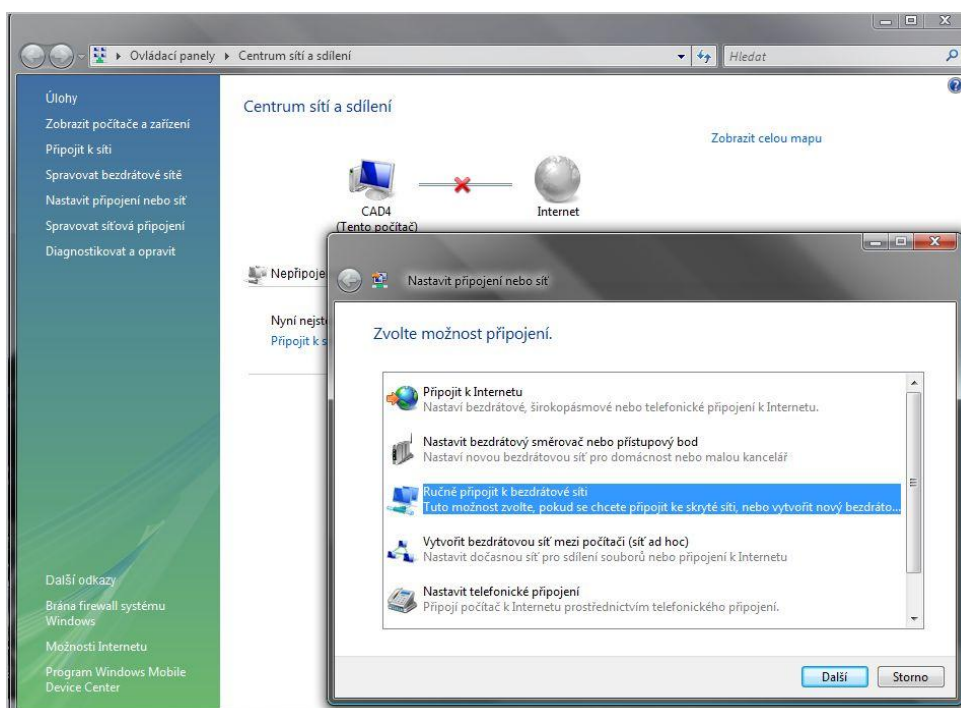 Ovládací panely
Centrum sítí a sdílení
Hledat
Úlohy
Zobrazit počítače a zařízení
Připojit k síti
Spravovat bezdrátové sítě
Nastavit připojení nebo síť
Spravovat síťová připojení
Diagnostikovat a opravit
Další odkazy
Brána firewall systému
Windows
Možnosti Internetu
Program Windows Mobile
Device Center
Centrum sítí a sdílení
Zobrazit celou mapu
CAD4
(Tento počítač)
Internet
Nepřipoje
Nyní nejst
Připojit k s
Nastavit připojení nebo síť
Zvolte možnost připojení.
Připojit k Internetu
Nastaví bezdrátové, širokopásmové nebo telefonické připojení k Internetu.
Nastavit bezdrátový směrovač nebo přístupový bod
Nastaví novou bezdrátovou síť pro domácnost nebo malou kancelář
Ručně připojit k bezdrátové síti
Tuto možnost zvolte, pokud se chcete připojit ke skryté síti, nebo vytvořit nový bezdráto...
Vytvořit bezdrátovou síť mezi počítači (síť ad hoc)
Nastavit dočasnou síť pro sdílení souborů nebo připojení k Internetu
Nastavit telefonické připojení
Připojí počítač k Internetu prostřednictvím telefonického připojení.
Další
Storno